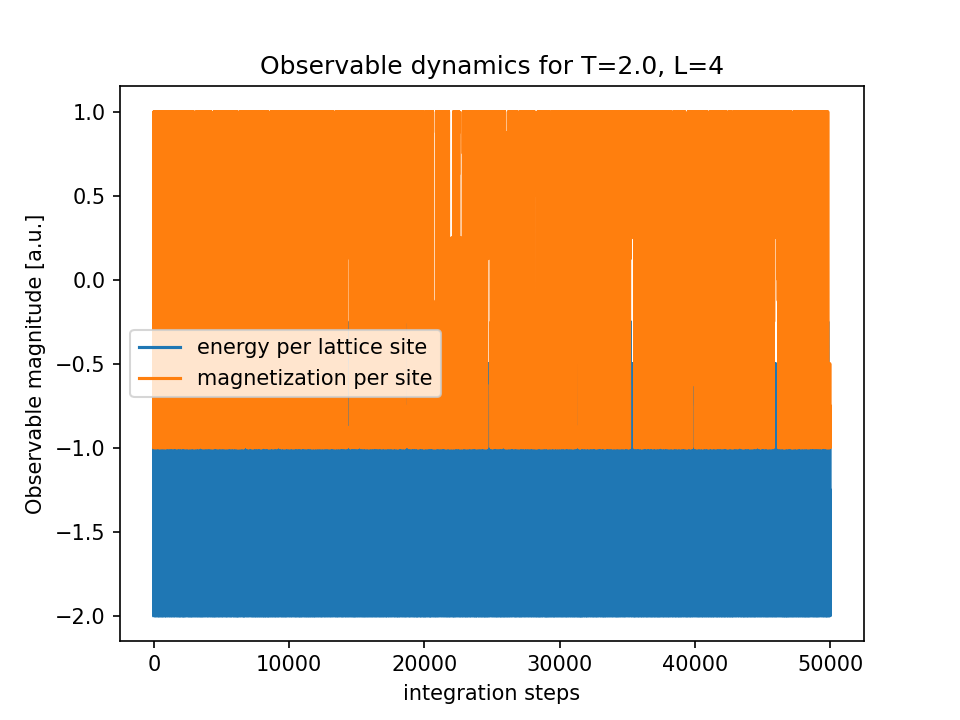 Observable dynamics for T=2.0, L=4
Observable magnitude [a.u.]
1.0
0.5
0.0
−0.5
−1.0
−1.5
−2.0
energy per lattice site
magnetization per site
0 10000 20000 30000 40000 50000
integration steps